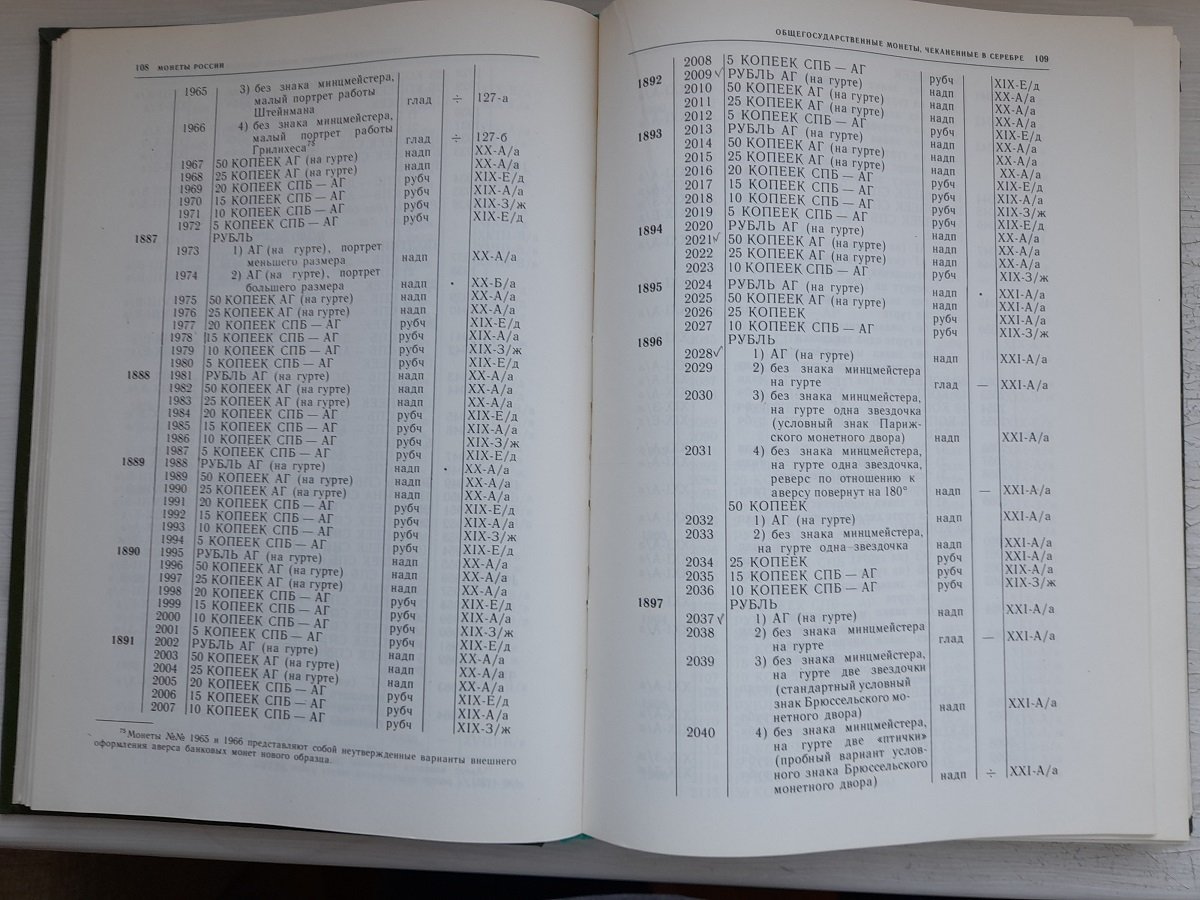 108 МОНЕТЫ РОССИИ
1965 3) без знака минцмейстера,
малый портрет работы
Штейнмана глад ÷ 127-а
1966 4) без знака минцмейстера,
малый портрет работы
Грилихеса⁷⁵ глад ÷ 127-б
1967 50 КОПЕЕК АГ (на гурте) надп XX-А/а
1968 25 КОПЕЕК АГ (на гурте) надп XX-А/а
1969 20 КОПЕЕК СПБ — АГ рубч XIX-Е/д
1970 15 КОПЕЕК СПБ — АГ рубч XIX-А/а
1971 10 КОПЕЕК СПБ — АГ рубч XIX-З/ж
1972 5 КОПЕЕК СПБ — АГ рубч XIX-Е/д
1887 РУБЛЬ
1973 1) АГ (на гурте), портрет
меньшего размера надп XX-А/а
1974 2) АГ (на гурте), портрет
большего размера надп XX-Б/а
1975 50 КОПЕЕК АГ (на гурте) надп XX-А/а
1976 25 КОПЕЕК АГ (на гурте) надп XX-А/а
1977 20 КОПЕЕК СПБ — АГ рубч XIX-Е/д
1978 15 КОПЕЕК СПБ — АГ рубч XIX-А/а
1979 10 КОПЕЕК СПБ — АГ рубч XIX-З/ж
1980 5 КОПЕЕК СПБ — АГ рубч XIX-Е/д
1888 1981 РУБЛЬ АГ (на гурте) надп XX-А/а
1982 50 КОПЕЕК АГ (на гурте) надп XX-А/а
1983 25 КОПЕЕК АГ (на гурте) надп XX-А/а
1984 20 КОПЕЕК СПБ — АГ рубч XIX-Е/д
1985 15 КОПЕЕК СПБ — АГ рубч XIX-А/а
1986 10 КОПЕЕК СПБ — АГ рубч XIX-З/ж
1987 5 КОПЕЕК СПБ — АГ рубч XIX-Е/д
1889 1988 РУБЛЬ АГ (на гурте) надп XX-А/а
1989 50 КОПЕЕК АГ (на гурте) надп XX-А/а
1990 25 КОПЕЕК АГ (на гурте) надп XX-А/а
1991 20 КОПЕЕК СПБ — АГ рубч XIX-Е/д
1992 15 КОПЕЕК СПБ — АГ рубч XIX-А/а
1993 10 КОПЕЕК СПБ — АГ рубч XIX-З/ж
1994 5 КОПЕЕК СПБ — АГ рубч XIX-Е/д
1890 1995 РУБЛЬ АГ (на гурте) надп XX-А/а
1996 50 КОПЕЕК АГ (на гурте) надп XX-А/а
1997 25 КОПЕЕК АГ (на гурте) надп XX-А/а
1998 20 КОПЕЕК СПБ — АГ рубч XIX-Е/д
1999 15 КОПЕЕК СПБ — АГ рубч XIX-А/а
2000 10 КОПЕЕК СПБ — АГ рубч XIX-З/ж
2001 5 КОПЕЕК СПБ — АГ рубч XIX-Е/д
1891 2002 РУБЛЬ АГ (на гурте) надп XX-А/а
2003 50 КОПЕЕК АГ (на гурте) надп XX-А/а
2004 25 КОПЕЕК АГ (на гурте) надп XX-А/а
2005 20 КОПЕЕК СПБ — АГ рубч XIX-Е/д
2006 15 КОПЕЕК СПБ — АГ рубч XIX-А/а
2007 10 КОПЕЕК СПБ — АГ рубч XIX-З/ж
⁷⁵Монеты №№ 1965 и 1966 представляют собой неутвержденные варианты внешнего
оформления аверса банковых монет нового образца.
ОБЩЕГОСУДАРСТВЕННЫЕ МОНЕТЫ, ЧЕКАНЕННЫЕ В СЕРЕБРЕ 109
2008 5 КОПЕЕК СПБ — АГ рубч XIX-Е/д
1892 2009✓ РУБЛЬ АГ (на гурте) надп XX-А/а
2010 50 КОПЕЕК АГ (на гурте) надп XX-А/а
2011 25 КОПЕЕК АГ (на гурте) надп XX-А/а
2012 5 КОПЕЕК СПБ — АГ рубч XIX-Е/д
1893 2013 РУБЛЬ АГ (на гурте) надп XX-А/а
2014 50 КОПЕЕК АГ (на гурте) надп XX-А/а
2015 25 КОПЕЕК АГ (на гурте) надп XX-А/а
2016 20 КОПЕЕК СПБ — АГ рубч XIX-Е/д
2017 15 КОПЕЕК СПБ — АГ рубч XIX-А/а
2018 10 КОПЕЕК СПБ — АГ рубч XIX-З/ж
2019 5 КОПЕЕК СПБ — АГ рубч XIX-Е/д
1894 2020 РУБЛЬ АГ (на гурте) надп XX-А/а
2021✓ 50 КОПЕЕК АГ (на гурте) надп XX-А/а
2022 25 КОПЕЕК АГ (на гурте) надп XX-А/а
2023 10 КОПЕЕК СПБ — АГ рубч XIX-З/ж
1895 2024 РУБЛЬ АГ (на гурте) надп XXI-А/а
2025 50 КОПЕЕК АГ (на гурте) надп XXI-А/а
2026 25 КОПЕЕК рубч XXI-А/а
2027 10 КОПЕЕК СПБ — АГ рубч XIX-З/ж
1896 РУБЛЬ
2028✓ 1) АГ (на гурте) надп XXI-А/а
2029 2) без знака минцмейстера
на гурте глад — XXI-А/а
2030 3) без знака минцмейстера,
на гурте одна звездочка
(условный знак Париж-
ского монетного двора) надп XXI-А/а
2031 4) без знака минцмейстера,
на гурте одна звездочка,
реверс по отношению к
аверсу повернут на 180° надп — XXI-А/а
50 КОПЕЕК
2032 1) АГ (на гурте) надп XXI-А/а
2033 2) без знака минцмейстера,
на гурте одна звездочка надп XXI-А/а
2034 25 КОПЕЕК рубч XXI-А/а
2035 15 КОПЕЕК СПБ — АГ рубч XIX-А/а
2036 10 КОПЕЕК СПБ — АГ рубч XIX-З/ж
1897 РУБЛЬ
2037✓ 1) АГ (на гурте) надп XXI-А/а
2038 2) без знака минцмейстера
на гурте глад — XXI-А/а
2039 3) без знака минцмейстера,
на гурте две звездочки
(стандартный условный
знак Брюссельского мо-
нетного двора) надп XXI-А/а
2040 4) без знака минцмейстера,
на гурте две «птички»
(пробный вариант услов-
ного знака Брюссельского
монетного двора) надп ÷ XXI-А/а